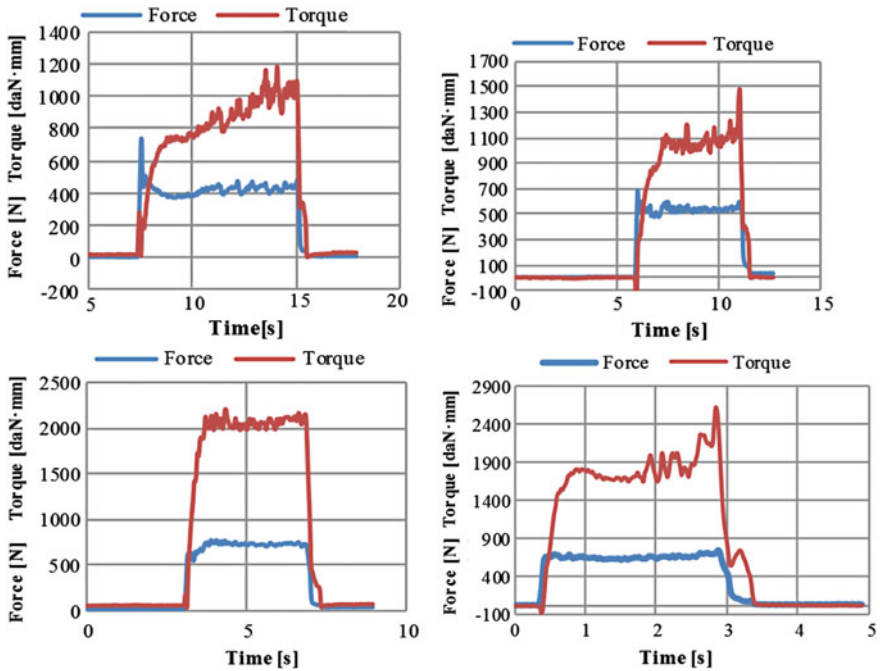 Force Torque
Force [N] Torque [daN·mm]
1400
1200
1000
800
600
400
200
0
-200
5 10 15 20
Time[s]
Force Torque
Force [N] Torque [daN·mm]
1700
1500
1300
1100
900
700
500
300
100
-100
0 5 10 15
Time [s]
Force Torque
Force [N] Torque [daN·mm]
2500
2000
1500
1000
500
0
0 5 10
Time [s]
Force Torque
Force [N] Torque [daN·mm]
2900
2400
1900
1400
900
400
-100
0 1 2 3 4 5
Time [s]